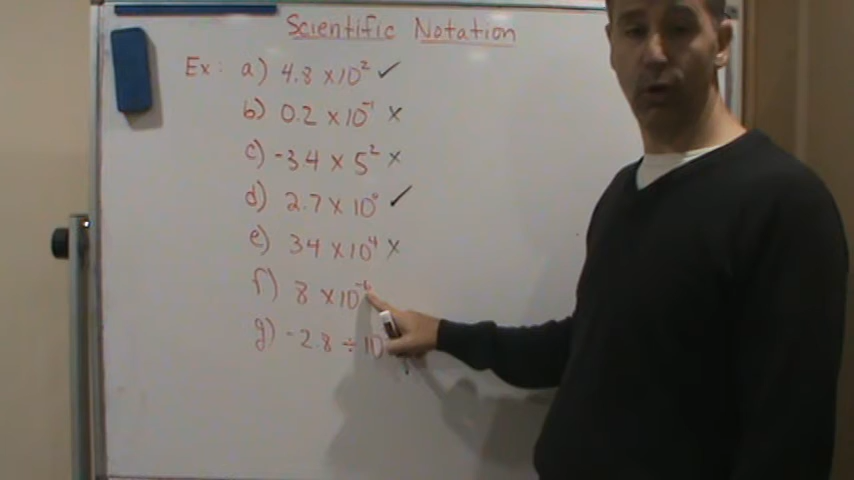 Scientific Notation
Ex: a) 4.8 x 10² ✓
b) 0.2 x 10⁻¹ x
c) -3.4 x 5² x
d) 2.7 x 10⁰ ✓
e) 34 x 10⁴ x
f) 8 x 10⁻⁶
g) -2.8 ÷ 10